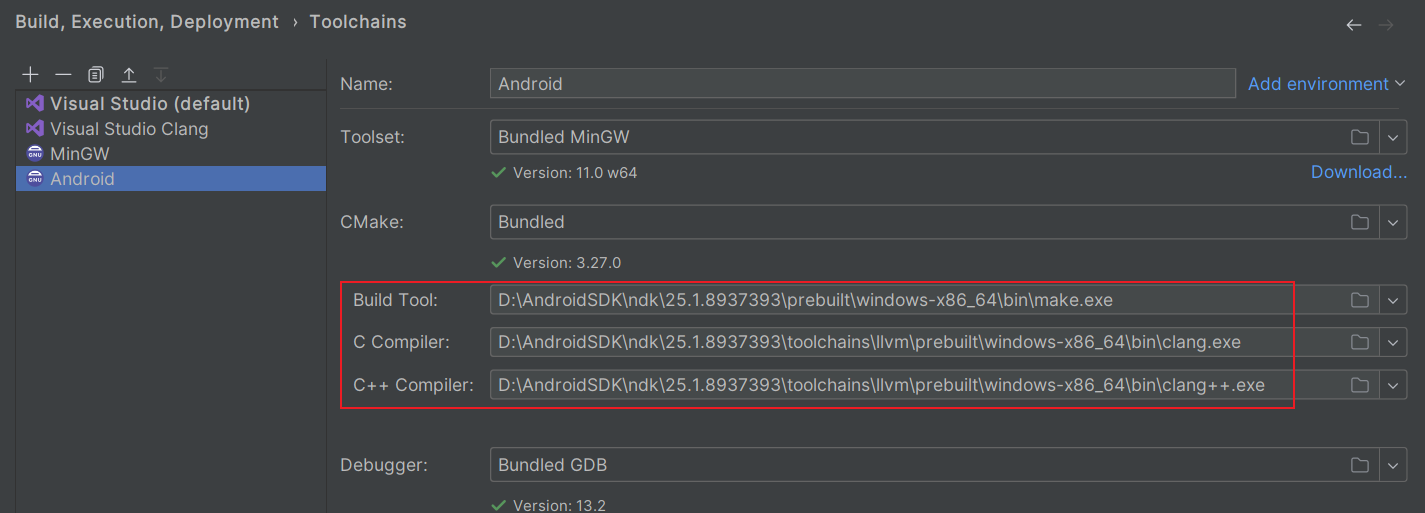 Build, Execution, Deployment › Toolchains
Visual Studio (default)
Visual Studio Clang
GNU MinGW
GNU Android
Name: Android Add environment
Toolset: Bundled MinGW
Version: 11.0 w64 Download...
CMake: Bundled
Version: 3.27.0
Build Tool: D:\AndroidSDK\ndk\25.1.8937393\prebuilt\windows-x86_64\bin\make.exe
C Compiler: D:\AndroidSDK\ndk\25.1.8937393\toolchains\llvm\prebuilt\windows-x86_64\bin\clang.exe
C++ Compiler: D:\AndroidSDK\ndk\25.1.8937393\toolchains\llvm\prebuilt\windows-x86_64\bin\clang++.exe
Debugger: Bundled GDB
Version: 13.2